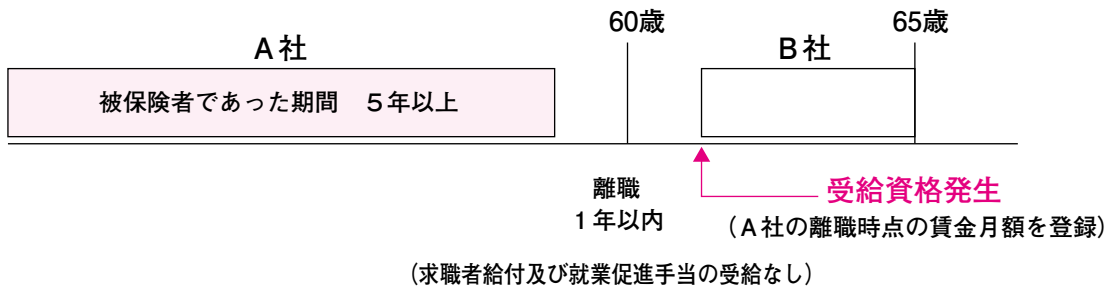 60歳
65歳
A社
B社
被保険者であった期間　５年以上
離職
１年以内
受給資格発生
（A社の離職時点の賃金月額を登録）
（求職者給付及び就業促進手当の受給なし）